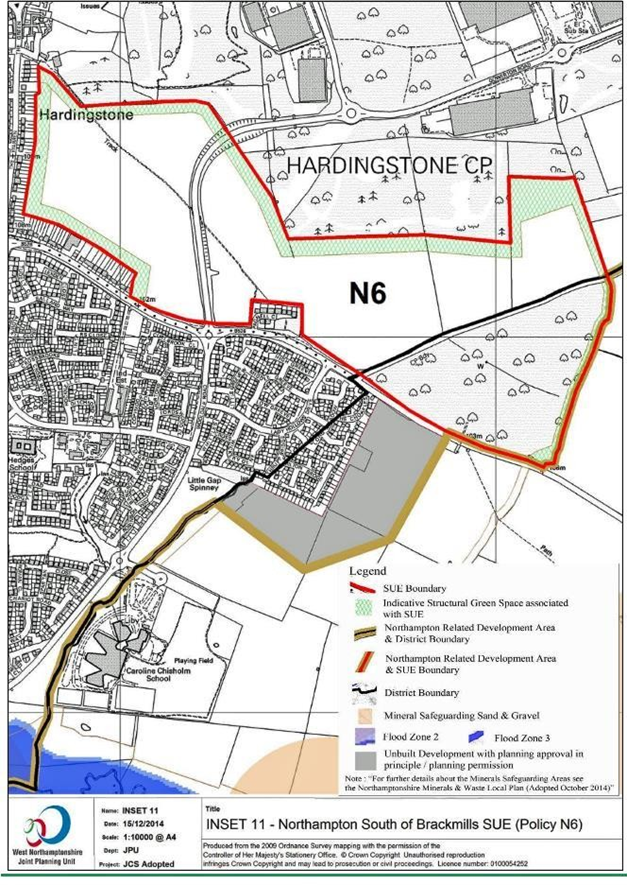 Issues
Sub Sta
Hardingstone
Track
HARDINGSTONE CP
N6
102m
W
103m
Hedges
School
Little Gap
Spinney
Path
Playing Field
Caroline Chisholm
School
Legend
SUE Boundary
Indicative Structural Green Space associated
with SUE
Northampton Related Development Area
& District Boundary
Northampton Related Development Area
& SUE Boundary
District Boundary
Mineral Safeguarding Sand & Gravel
Flood Zone 2 Flood Zone 3
Unbuilt Development with planning approval in
principle / planning permission
Note : "For further details about the Minerals Safeguarding Areas see
the Northamptonshire Minerals & Waste Local Plan (Adopted October 2014)"
West Northamptonshire
Joint Planning Unit
Name: INSET 11
Date: 15/12/2014
Scale: 1:10000 @ A4
Dept: JPU
Project: JCS Adopted
Title
INSET 11 - Northampton South of Brackmills SUE (Policy N6)
Produced from the 2009 Ordnance Survey mapping with the permission of the
Controller of Her Majesty's Stationery Office. © Crown Copyright Unauthorised reproduction
infringes Crown Copyright and may lead to prosecution or civil proceedings. Licence number: 0100054252